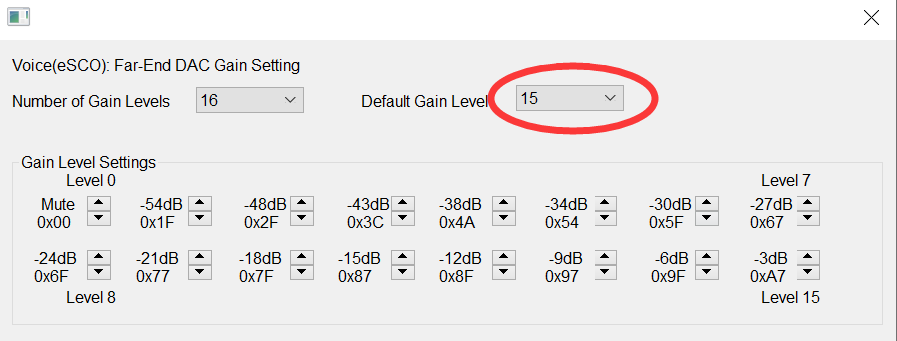 Voice(eSCO): Far-End DAC Gain Setting
Number of Gain Levels 16 Default Gain Level 15
Gain Level Settings
Level 0 Level 7
Mute -54dB -48dB -43dB -38dB -34dB -30dB -27dB
0x00 0x1F 0x2F 0x3C 0x4A 0x54 0x5F 0x67
-24dB -21dB -18dB -15dB -12dB -9dB -6dB -3dB
0x6F 0x77 0x7F 0x87 0x8F 0x97 0x9F 0xA7
Level 8 Level 15